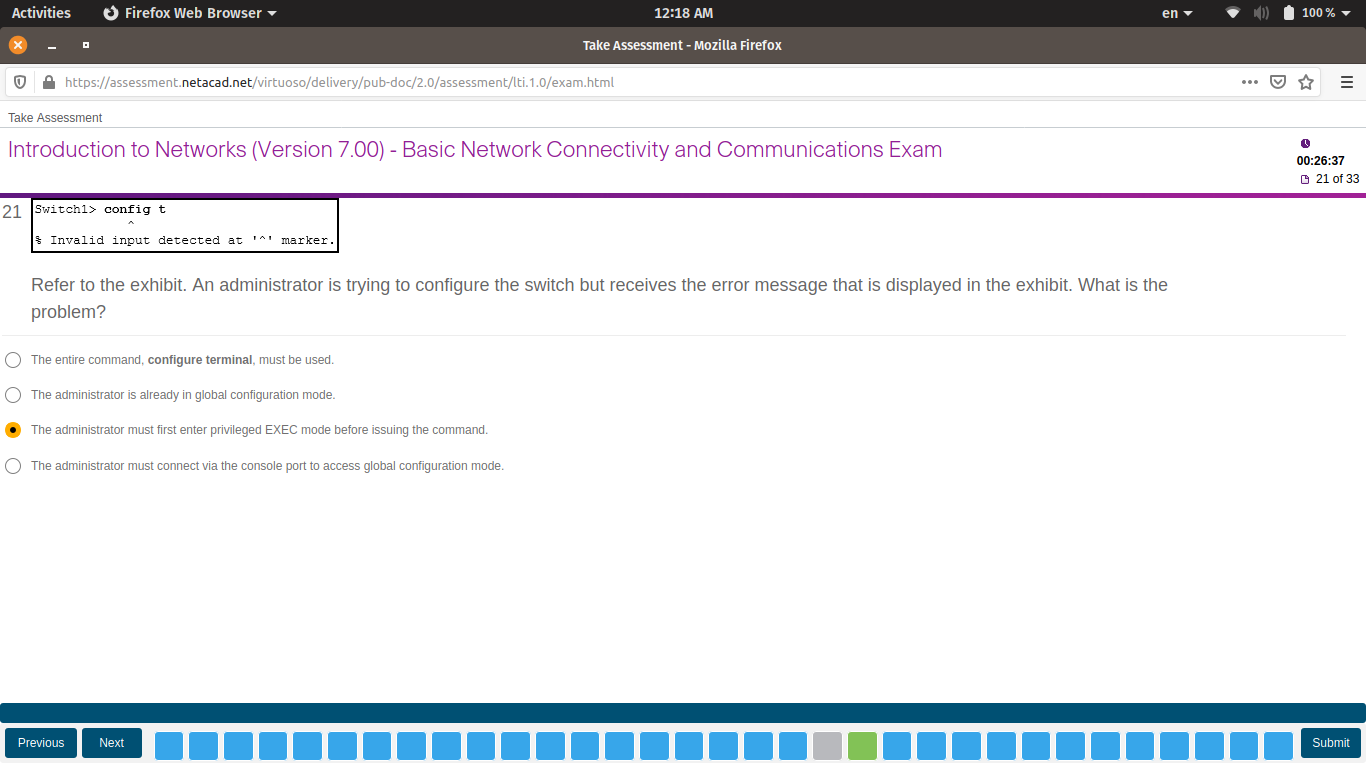 Activities Firefox Web Browser 12:18 AM en 100 %
Take Assessment - Mozilla Firefox
https://assessment.netacad.net/virtuoso/delivery/pub-doc/2.0/assessment/lti.1.0/exam.html
Take Assessment
Introduction to Networks (Version 7.00) - Basic Network Connectivity and Communications Exam
00:26:37
21 of 33
21
Switch1> config t
^
% Invalid input detected at '^' marker.
Refer to the exhibit. An administrator is trying to configure the switch but receives the error message that is displayed in the exhibit. What is the
problem?
The entire command, configure terminal, must be used.
The administrator is already in global configuration mode.
The administrator must first enter privileged EXEC mode before issuing the command.
The administrator must connect via the console port to access global configuration mode.
Previous Next Submit